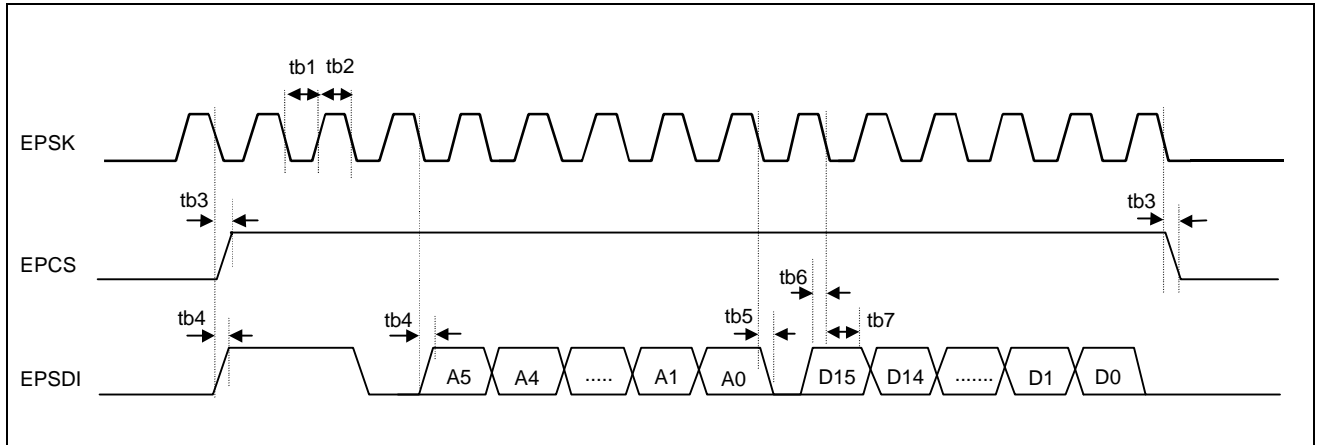 tb1 tb2
EPSK
tb3 tb3
EPCS
tb6
tb4 tb4 tb5 tb7
EPSDI A5 A4 ..... A1 A0 D15 D14 ....... D1 D0